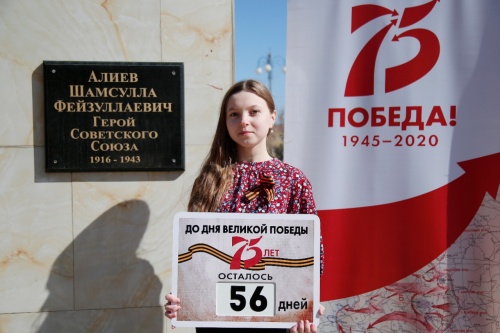 АЛИЕВ
ШАМСУЛЛА
ФЕЙЗУЛЛАЕВИЧ
ГЕРОЙ
СОВЕТСКОГО
СОЮЗА
1916 - 1943
75
ПОБЕДА!
1945–2020
ДО ДНЯ ВЕЛИКОЙ ПОБЕДЫ
75
ЛЕТ
ОСТАЛОСЬ
56 дней